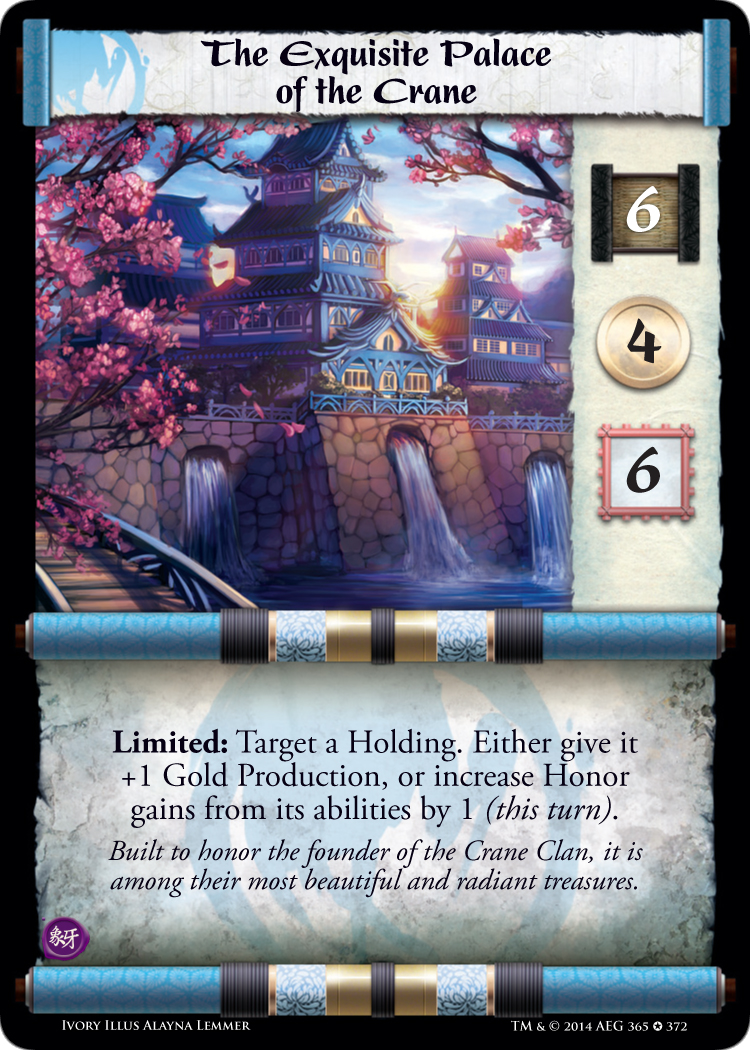 The Exquisite Palace
of the Crane
6
4
6
Limited: Target a Holding. Either give it
+1 Gold Production, or increase Honor
gains from its abilities by 1 (this turn).
Built to honor the founder of the Crane Clan, it is
among their most beautiful and radiant treasures.
象牙
Ivory Illus Alayna Lemmer
TM & © 2014 AEG 365 ✪ 372